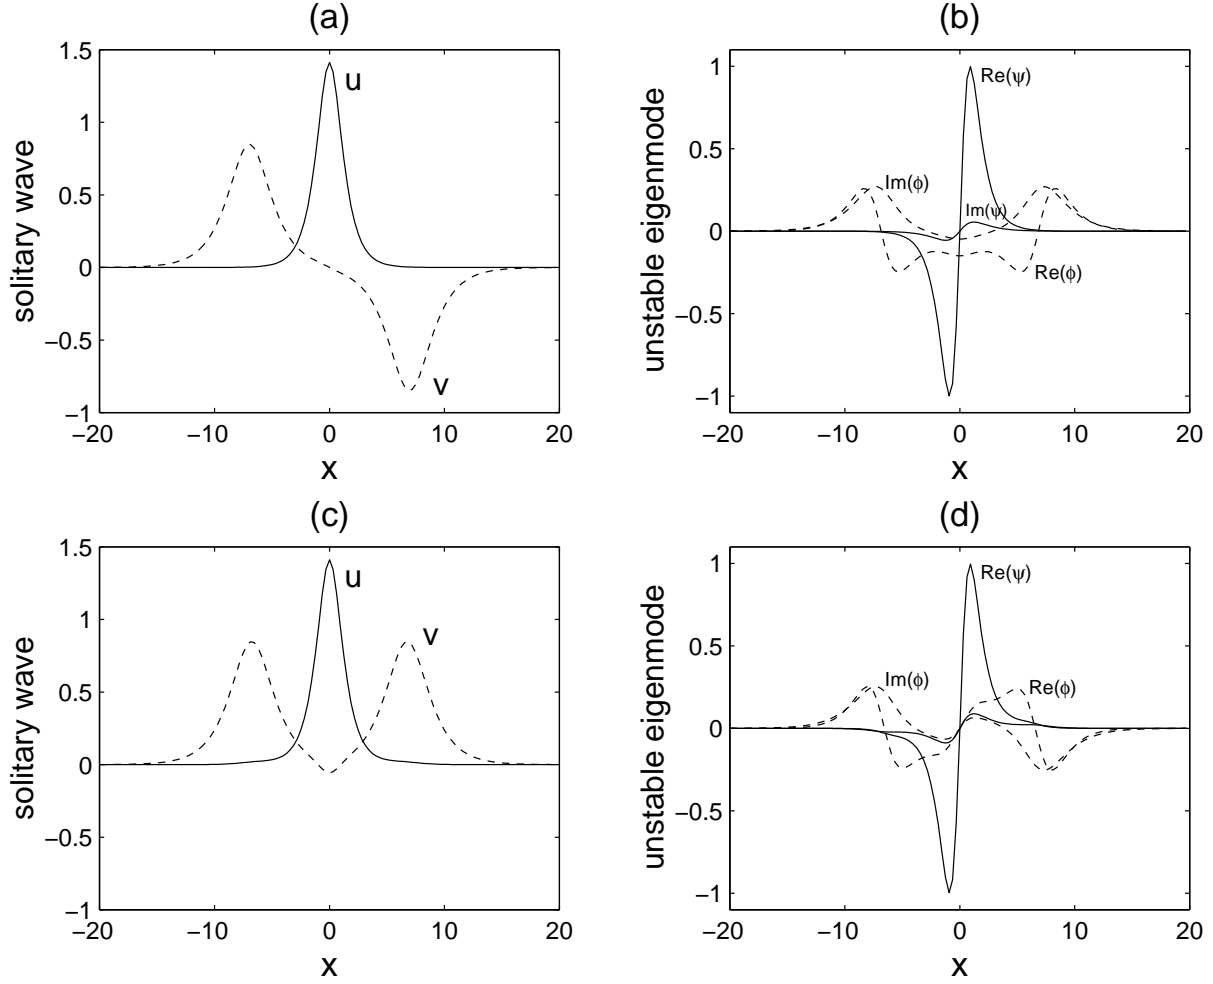 (a)
solitary wave
1.5
1
0.5
0
−0.5
−1
u
v
−20 −10 0 10 20
x
(b)
unstable eigenmode
1
0.5
0
−0.5
−1
Re(ψ)
Im(ϕ)
Im(ψ)
Re(ϕ)
−20 −10 0 10 20
x
(c)
solitary wave
1.5
1
0.5
0
−0.5
−1
u
v
−20 −10 0 10 20
x
(d)
unstable eigenmode
1
0.5
0
−0.5
−1
Re(ψ)
Im(ϕ)
Re(ϕ)
−20 −10 0 10 20
x